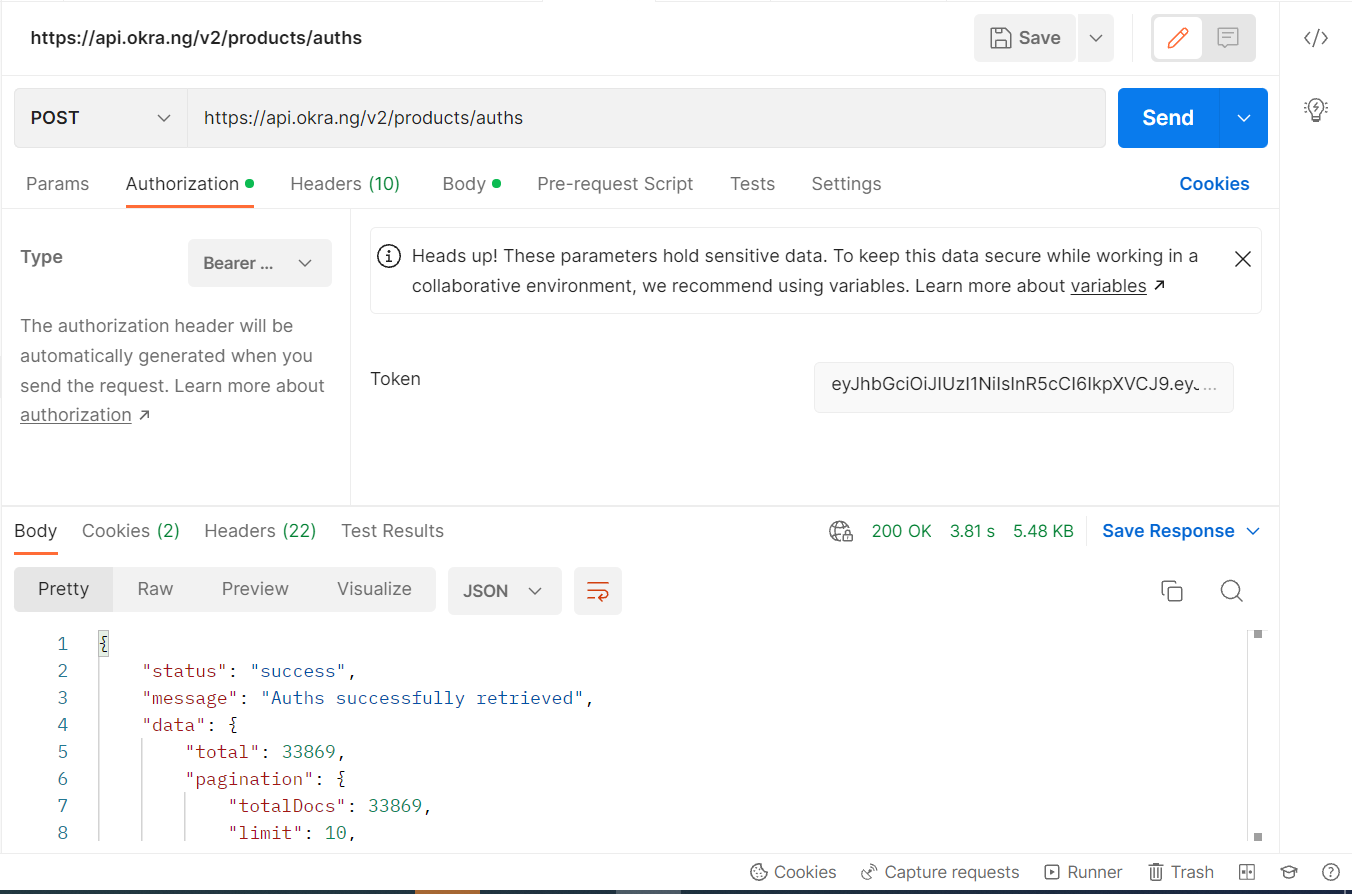 https://api.okra.ng/v2/products/auths
Save
POST
https://api.okra.ng/v2/products/auths
Send
Params
Authorization
Headers (10)
Body
Pre-request Script
Tests
Settings
Cookies
Type
Bearer ...
The authorization header will be
automatically generated when you
send the request. Learn more about
authorization ↗
Heads up! These parameters hold sensitive data. To keep this data secure while working in a
collaborative environment, we recommend using variables. Learn more about variables ↗
Token
eyJhbGciOiJIUzI1NiIsInR5cCI6IkpXVCJ9.eyJ...
Body
Cookies (2)
Headers (22)
Test Results
200 OK
3.81 s
5.48 KB
Save Response
Pretty
Raw
Preview
Visualize
JSON
1 {
2 "status": "success",
3 "message": "Auths successfully retrieved",
4 "data": {
5 "total": 33869,
6 "pagination": {
7 "totalDocs": 33869,
8 "limit": 10,
Cookies
Capture requests
Runner
Trash